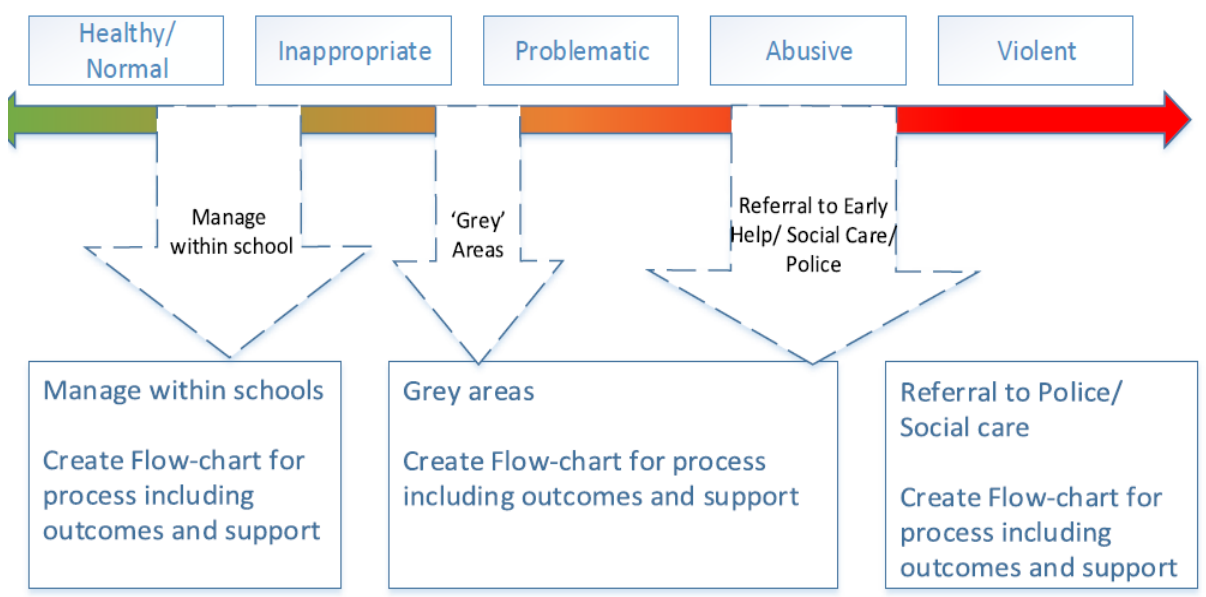 Healthy/
Normal
Inappropriate
Problematic
Abusive
Violent
Manage
within school
‘Grey’
Areas
Referral to Early
Help/ Social Care/
Police
Manage within schools
Create Flow-chart for
process including
outcomes and support
Grey areas
Create Flow-chart for process
including outcomes and support
Referral to Police/
Social care
Create Flow-chart for
process including
outcomes and support